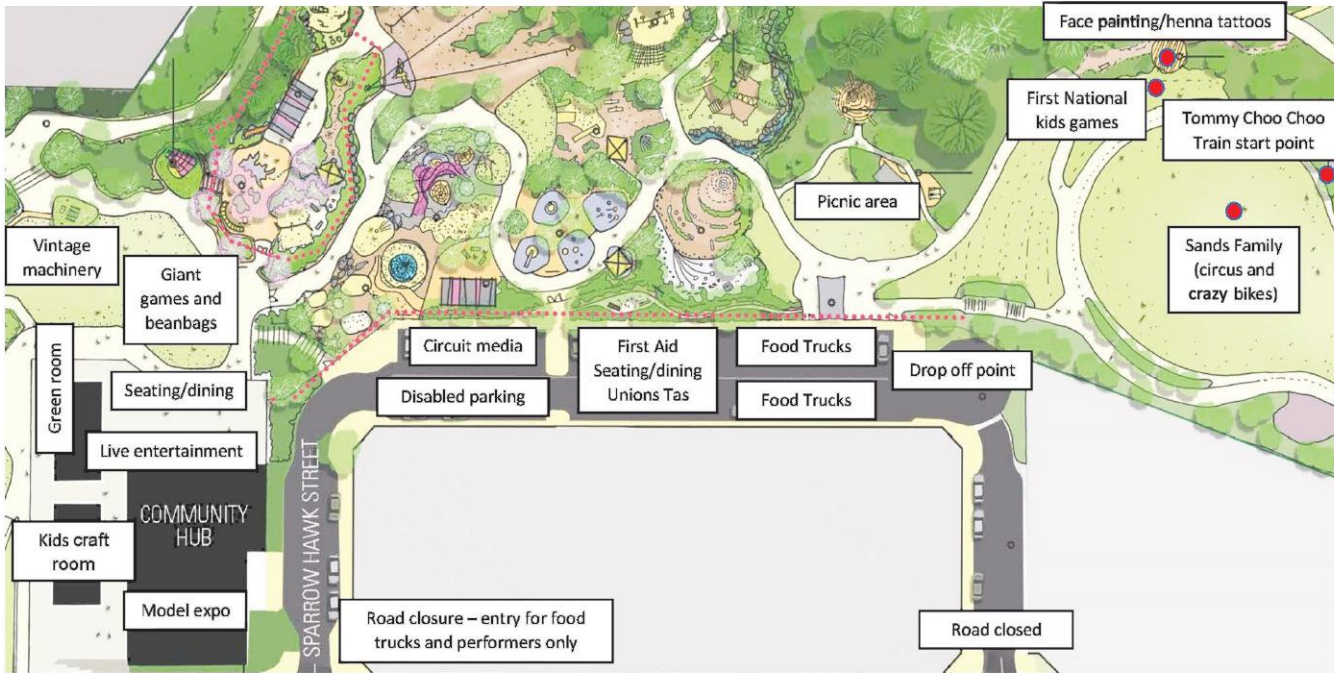 Face painting/henna tattoos
First National
kids games
Tommy Choo Choo
Train start point
Picnic area
Sands Family
(circus and
crazy bikes)
Vintage
machinery
Giant
games and
beanbags
Circuit media
First Aid
Seating/dining
Unions Tas
Food Trucks
Drop off point
Disabled parking
Food Trucks
Green room
Seating/dining
Live entertainment
COMMUNITY
HUB
SPARROW HAWK STREET
Kids craft
room
Model expo
Road closure – entry for food
trucks and performers only
Road closed